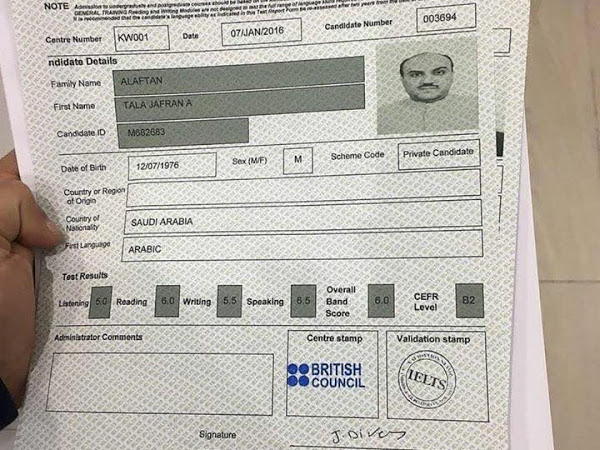 NOTE Admission to undergraduate and postgraduate courses should be based on the
GENERAL TRAINING Reading and Writing Modules are not designed to test the full range of language skills
It is recommended that the candidate's language ability as indicated in this Test Report Form be re-assessed after two years from the date of
Centre Number KW001 Date 07/JAN/2016 Candidate Number 003694
ndidate Details
Family Name ALAFTAN
First Name TALA JAFRAN A
Candidate ID M682683
Date of Birth 12/07/1976 Sex (M/F) M Scheme Code Private Candidate
Country or Region
of Origin
Country of
Nationality SAUDI ARABIA
First Language ARABIC
Test Results
Listening 5.0 Reading 6.0 Writing 5.5 Speaking 6.5 Overall Band Score 6.0 CEFR Level B2
Administrator Comments Centre stamp Validation stamp
BRITISH
COUNCIL
IELTS
Signature